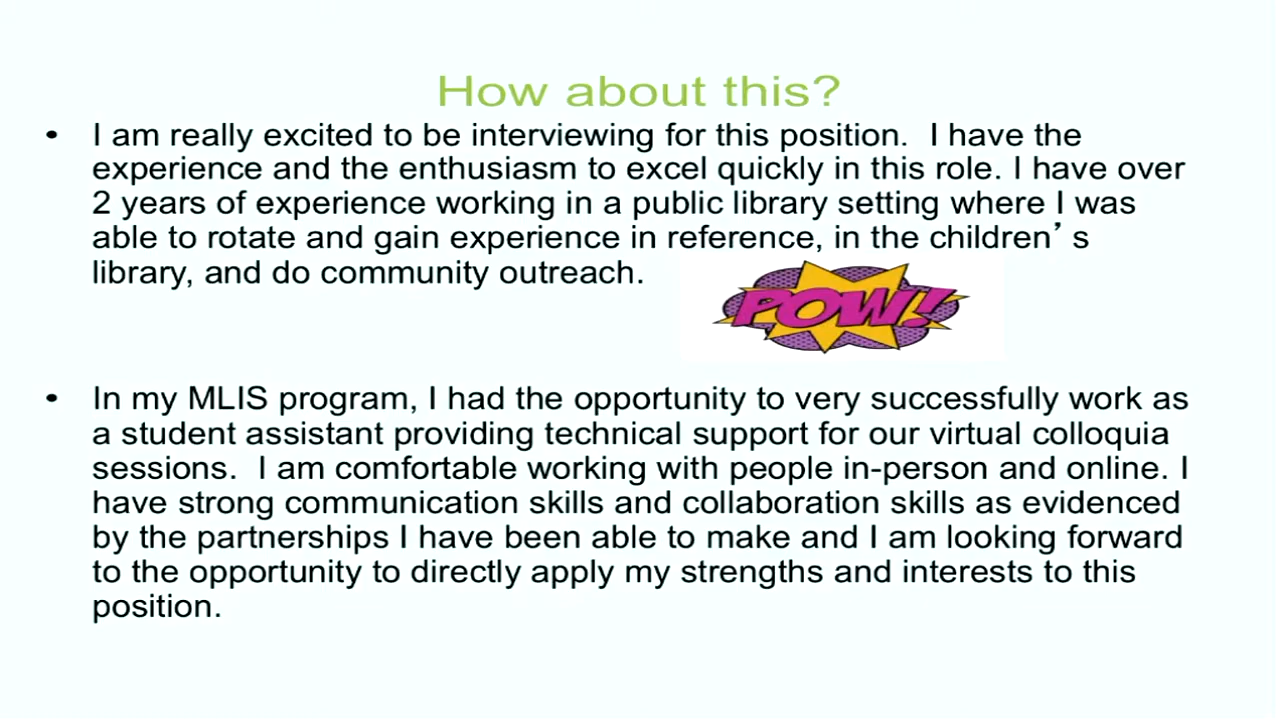 How about this?
• I am really excited to be interviewing for this position.  I have the
experience and the enthusiasm to excel quickly in this role. I have over
2 years of experience working in a public library setting where I was
able to rotate and gain experience in reference, in the children’s
library, and do community outreach.
POW!
• In my MLIS program, I had the opportunity to very successfully work as
a student assistant providing technical support for our virtual colloquia
sessions.  I am comfortable working with people in-person and online. I
have strong communication skills and collaboration skills as evidenced
by the partnerships I have been able to make and I am looking forward
to the opportunity to directly apply my strengths and interests to this
position.